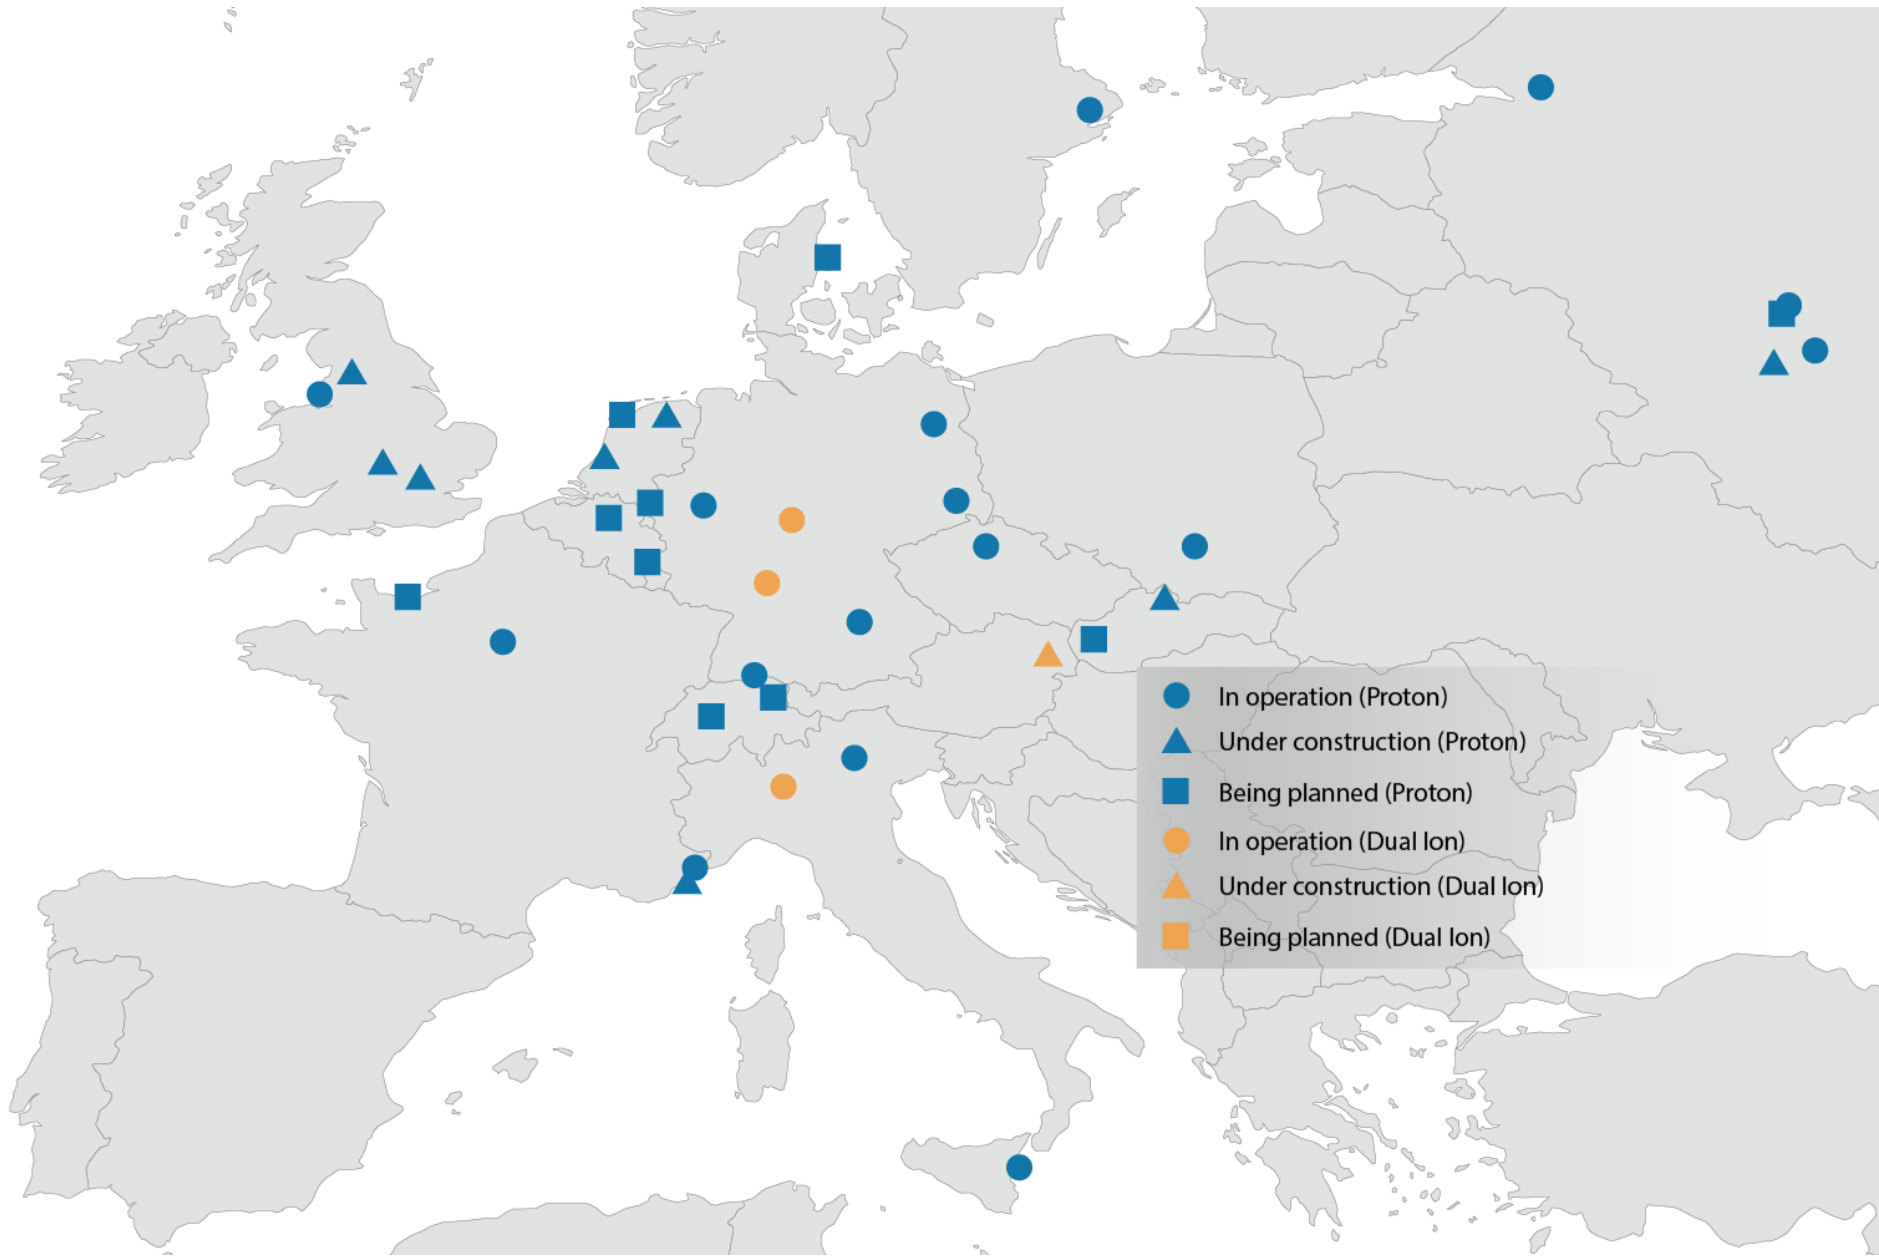 In operation (Proton)
Under construction (Proton)
Being planned (Proton)
In operation (Dual Ion)
Under construction (Dual Ion)
Being planned (Dual Ion)